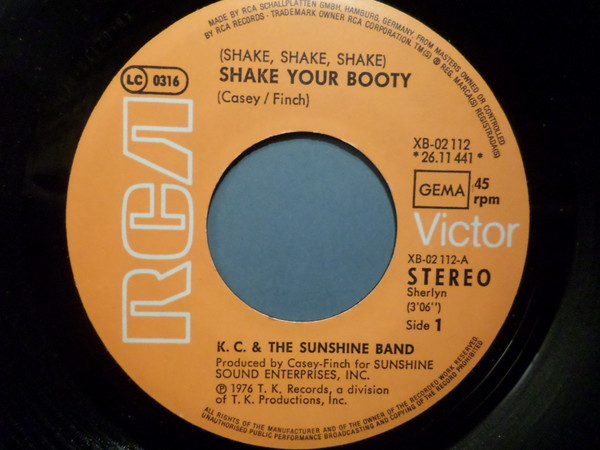 MADE BY RCA SCHALLPLATTEN GMBH, HAMBURG, GERMANY FROM MASTERS OWNED OR CONTROLLED
BY RCA RECORDS · TRADEMARK OWNER RCA CORPORATION. TM(S) ® REG. MARCA(S) REGISTRADA(S)
(SHAKE, SHAKE, SHAKE)
SHAKE YOUR BOOTY
(Casey / Finch)
LC 0316
RCA
XB-02 112
*26.11 441*
GEMA 45 rpm
Victor
XB-02 112-A
STEREO
Sherlyn
(3'06")
Side 1
K. C. & THE SUNSHINE BAND
Produced by Casey-Finch for SUNSHINE
SOUND ENTERPRISES, INC.
℗ 1976 T. K. Records, a division
of T. K. Productions, Inc.
ALL RIGHTS OF THE MANUFACTURER AND OF THE OWNER OF THE RECORDED WORK RESERVED
UNAUTHORISED PUBLIC PERFORMANCE BROADCASTING AND COPYING OF THE RECORD PROHIBITED